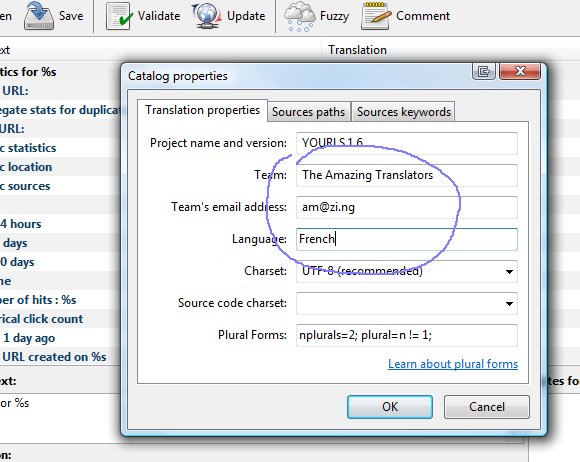 Save Validate Update Fuzzy Comment
Translation
Catalog properties
tics for %s
URL:
egate stats for duplicat
URL:
c statistics
c location
c sources
4 hours
days
0 days
ne
ber of hits : %s
rical click count
1 day ago
URL created on %s
Translation properties Sources paths Sources keywords
Project name and version: YOURLS 1.6
Team: The Amazing Translators
Team's email address: am@zi.ng
Language: French
Charset: UTF-8 (recommended)
Source code charset:
Plural Forms: nplurals=2; plural=n != 1;
Learn about plural forms
OK Cancel
ext:
or %s
tes fo
on: